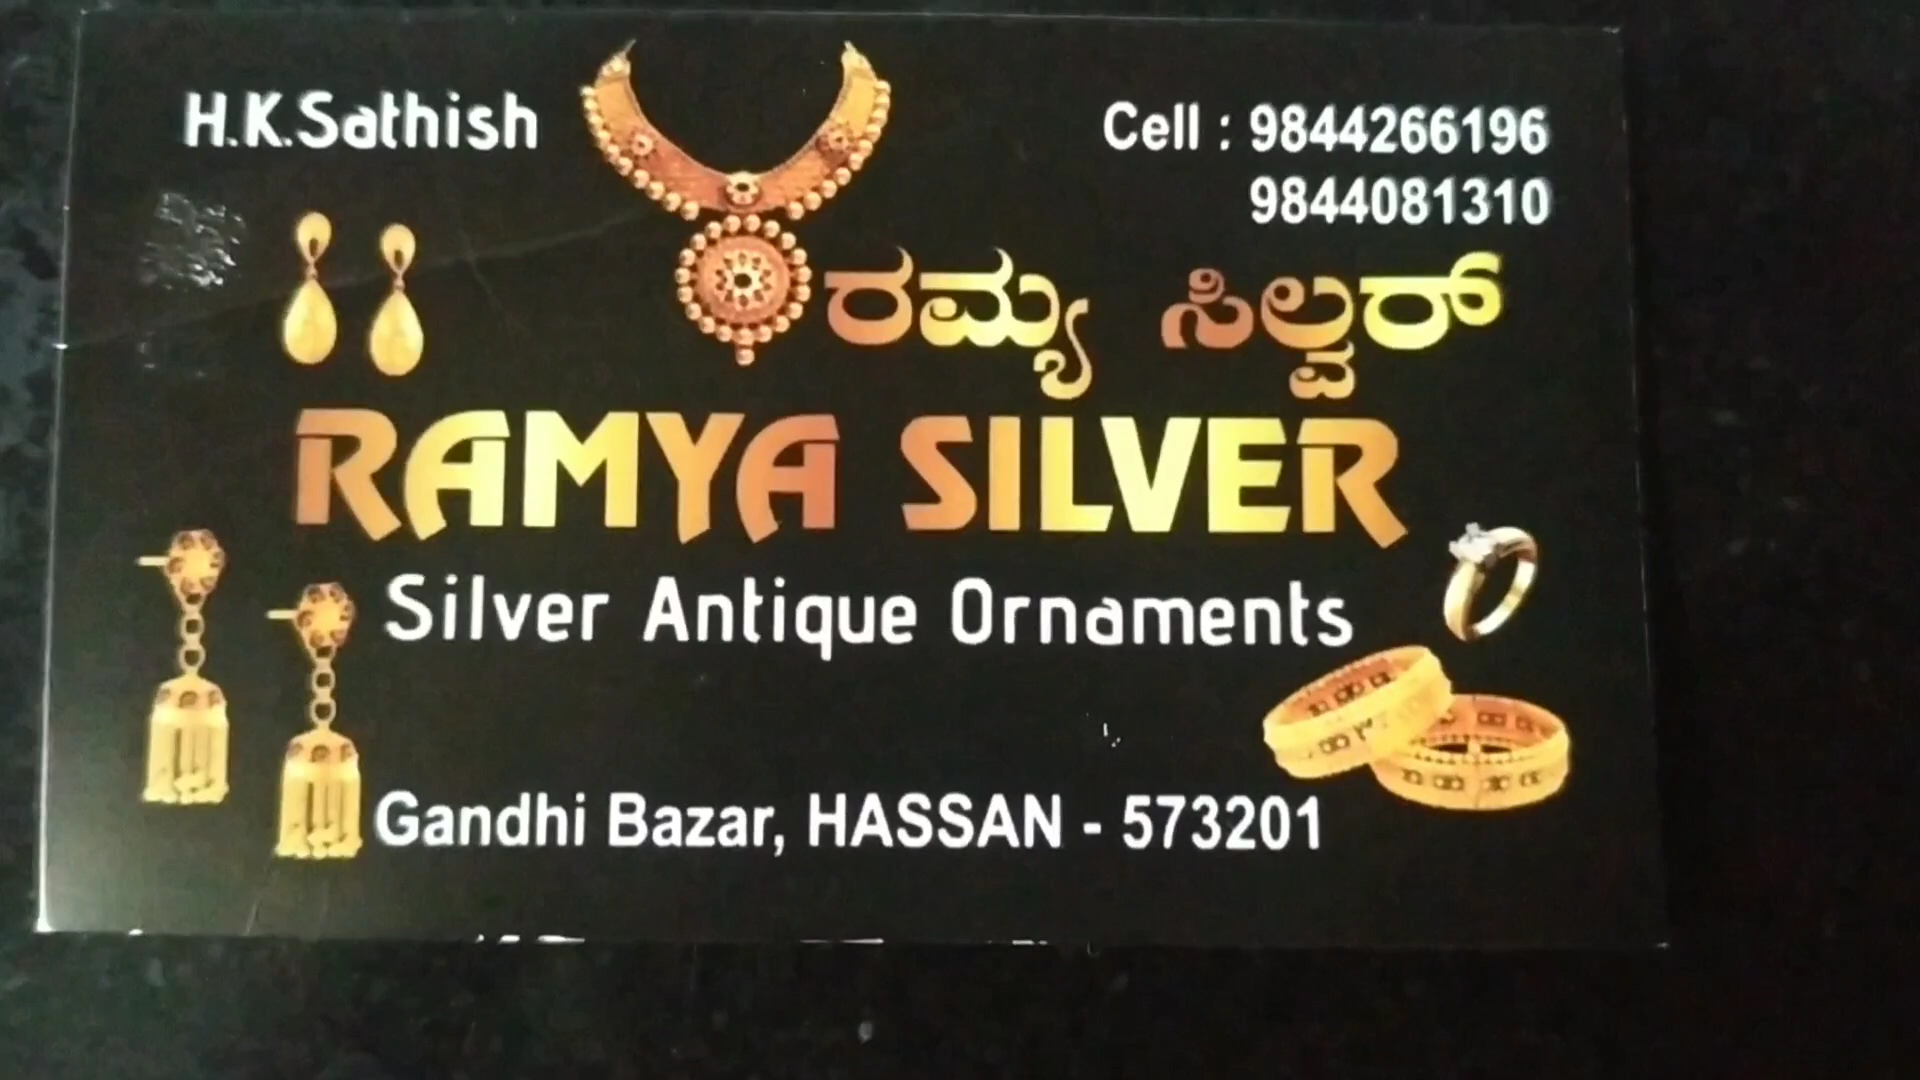 H.K.Sathish
Cell : 9844266196
9844081310
ರಮ್ಯ ಸಿಲ್ವರ್
RAMYA SILVER
Silver Antique Ornaments
Gandhi Bazar, HASSAN - 573201